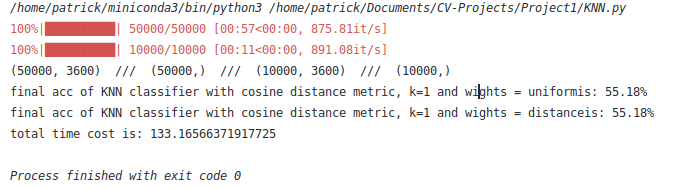 /home/patrick/miniconda3/bin/python3 /home/patrick/Documents/CV-Projects/Project1/KNN.py
100%|██████████| 50000/50000 [00:57<00:00, 875.81it/s]
100%|██████████| 10000/10000 [00:11<00:00, 891.08it/s]
(50000, 3600)  ///  (50000,)  ///  (10000, 3600)  ///  (10000,)
final acc of KNN classifier with cosine distance metric, k=1 and wights = uniformis: 55.18%
final acc of KNN classifier with cosine distance metric, k=1 and wights = distanceis: 55.18%
total time cost is: 133.16566371917725
Process finished with exit code 0